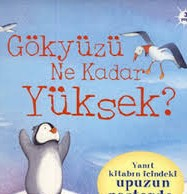 Gökyüzü
Ne Kadar
Yüksek?
Yanıt
kitabın içindeki
upuzun